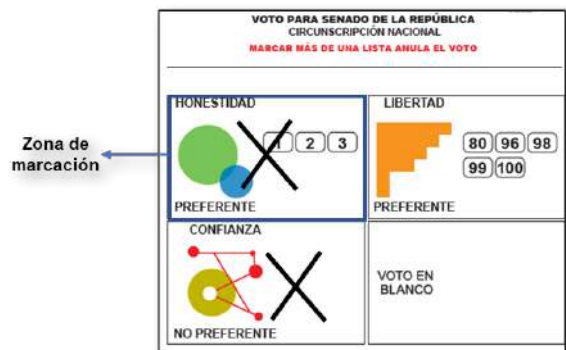 VOTO PARA SENADO DE LA REPÚBLICA
CIRCUNSCRIPCIÓN NACIONAL
MARCAR MÁS DE UNA LISTA ANULA EL VOTO
Zona de
marcación
HONESTIDAD
1 2 3
PREFERENTE
LIBERTAD
80 96 98
99 100
PREFERENTE
CONFIANZA
NO PREFERENTE
VOTO EN
BLANCO